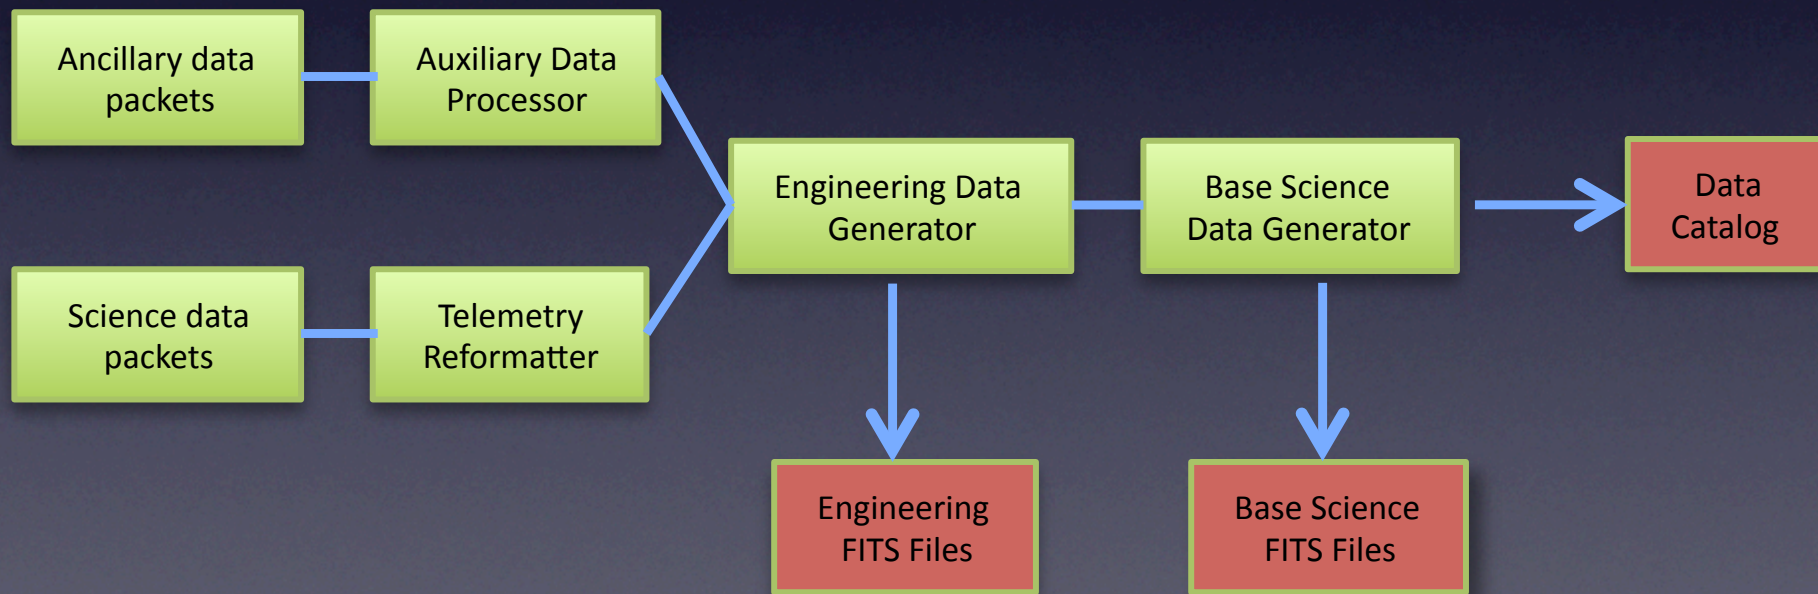 Ancillary data
packets
Auxiliary Data
Processor
Science data
packets
Telemetry
Reformatter
Engineering Data
Generator
Base Science
Data Generator
Data
Catalog
Engineering
FITS Files
Base Science
FITS Files